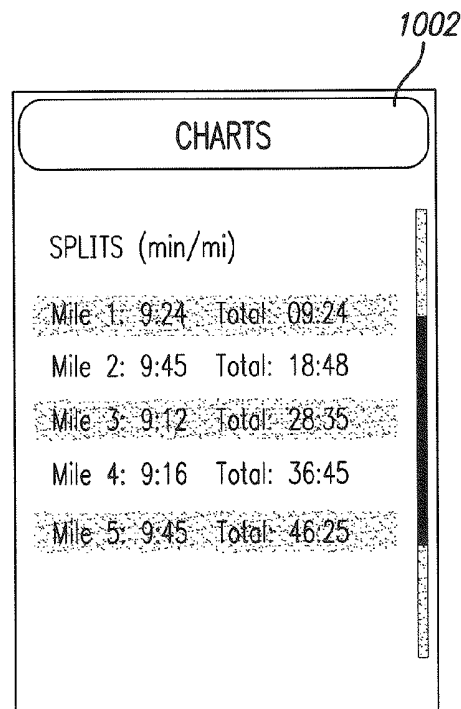 1002
CHARTS
SPLITS (min/mi)
Mile 1: 9:24 Total: 09:24
Mile 2: 9:45 Total: 18:48
Mile 3: 9:12 Total: 28:35
Mile 4: 9:16 Total: 36:45
Mile 5: 9:45 Total: 46:25